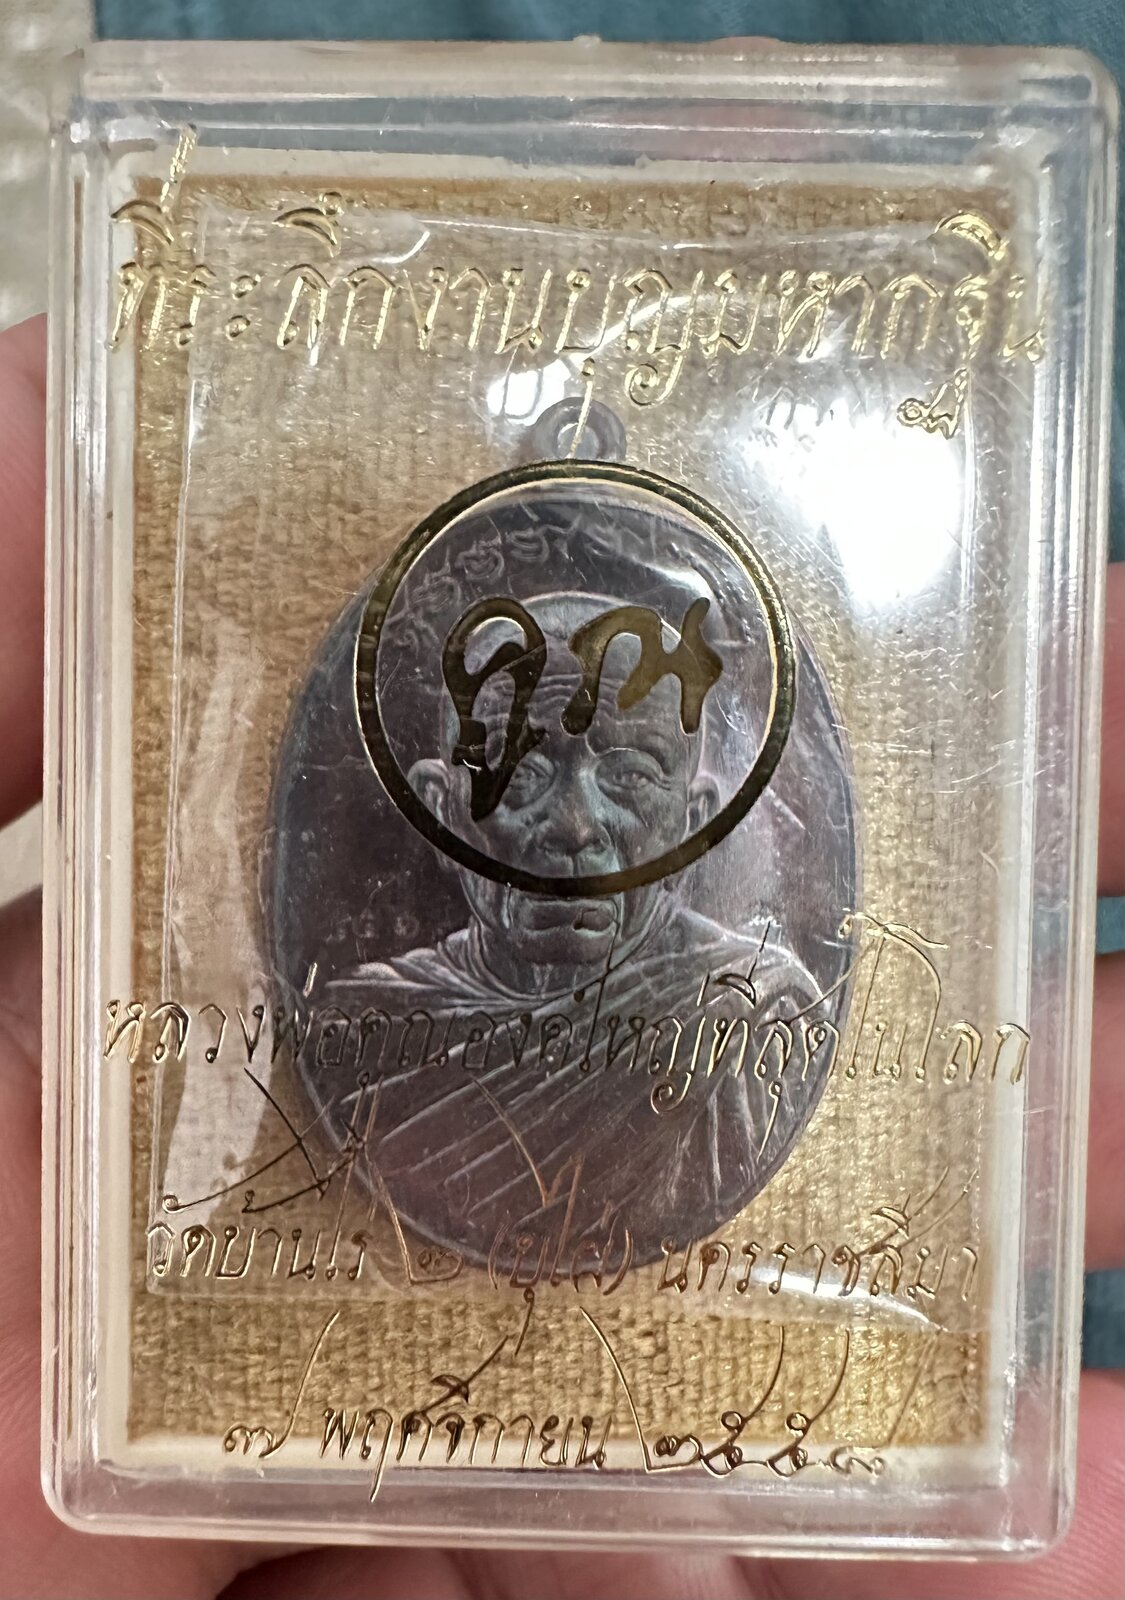 ที่ระลึกงานบุญมหากฐิน
คูณ
หลวงพ่อคูณองค์ใหญ่ที่สุดในโลก
วัดบ้านไร่ ๒ (บุไผ่) นครราชสีมา
๗ พฤศจิกายน ๒๕๕๘